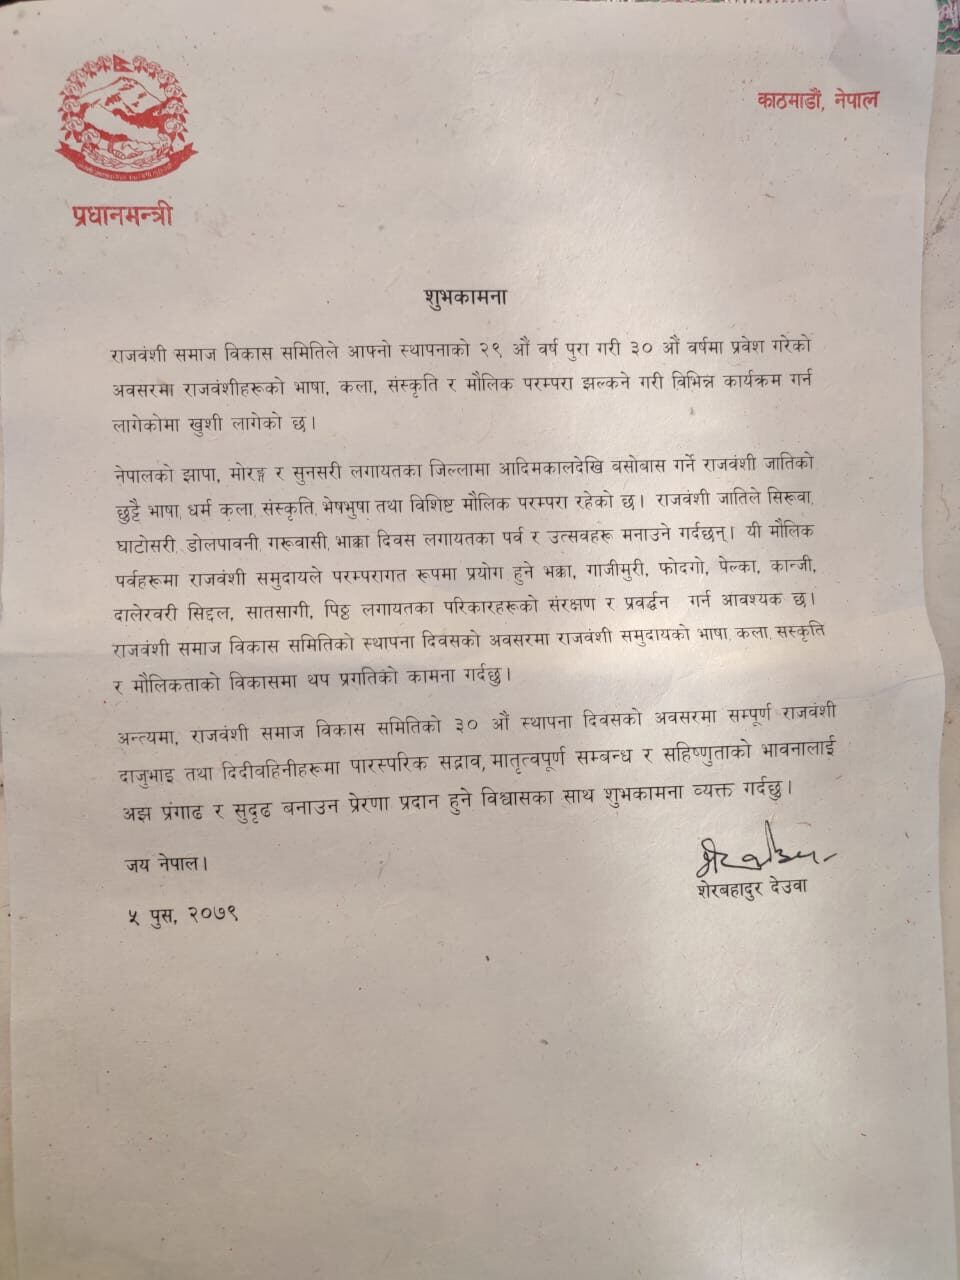 काठमाडौं, नेपाल
प्रधानमन्त्री
शुभकामना
राजवंशी समाज विकास समितिले आफ्नो स्थापनाको २९ औं वर्ष पुरा गरी ३० औं वर्षमा प्रवेश गरेको
अवसरमा राजवंशीहरूको भाषा, कला, संस्कृति र मौलिक परम्परा झल्कने गरी विभिन्न कार्यक्रम गर्न
लागेकोमा खुशी लागेको छ।
नेपालको झापा, मोरङ्ग र सुनसरी लगायतका जिल्लामा आदिमकालदेखि बसोबास गर्ने राजवंशी जातिको
छुट्टै भाषा, धर्म कला, संस्कृति, भेषभुषा तथा विशिष्ट मौलिक परम्परा रहेको छ। राजवंशी जातिले सिरूवा,
घाटोसरी, डोलपावनी, गरूवासी, भाक्का दिवस लगायतका पर्व र उत्सवहरू मनाउने गर्दछन्। यी मौलिक
पर्वहरूमा राजवंशी समुदायले परम्परागत रूपमा प्रयोग हुने भक्का, गाजीमुरी, फोदगो, पेल्का, कान्जी,
दालेरवरी सिद्दल, सातसागी, पिठ्ठ लगायतका परिकारहरूको संरक्षण र प्रवर्द्धन गर्न आवश्यक छ।
राजवंशी समाज विकास समितिको स्थापना दिवसको अवसरमा राजवंशी समुदायको भाषा, कला, सस्कृति
र मौलिकताको विकासमा थप प्रगतिको कामना गर्दछु।
अन्त्यमा, राजवंशी समाज विकास समितिको ३० औं स्थापना दिवसको अवसरमा सम्पूर्ण राजवंशी
दाजुभाइ तथा दिदीवहिनीहरूमा पारस्परिक सद्भाव, मातृत्वपूर्ण सम्बन्ध र सहिष्णुताको भावनालाई
अझ प्रंगाढ र सुदृढ बनाउन प्रेरणा प्रदान हुने विश्वासका साथ शुभकामना व्यक्त गर्दछु।
जय नेपाल।
शेरबहादुर देउवा
५ पुस, २०७९